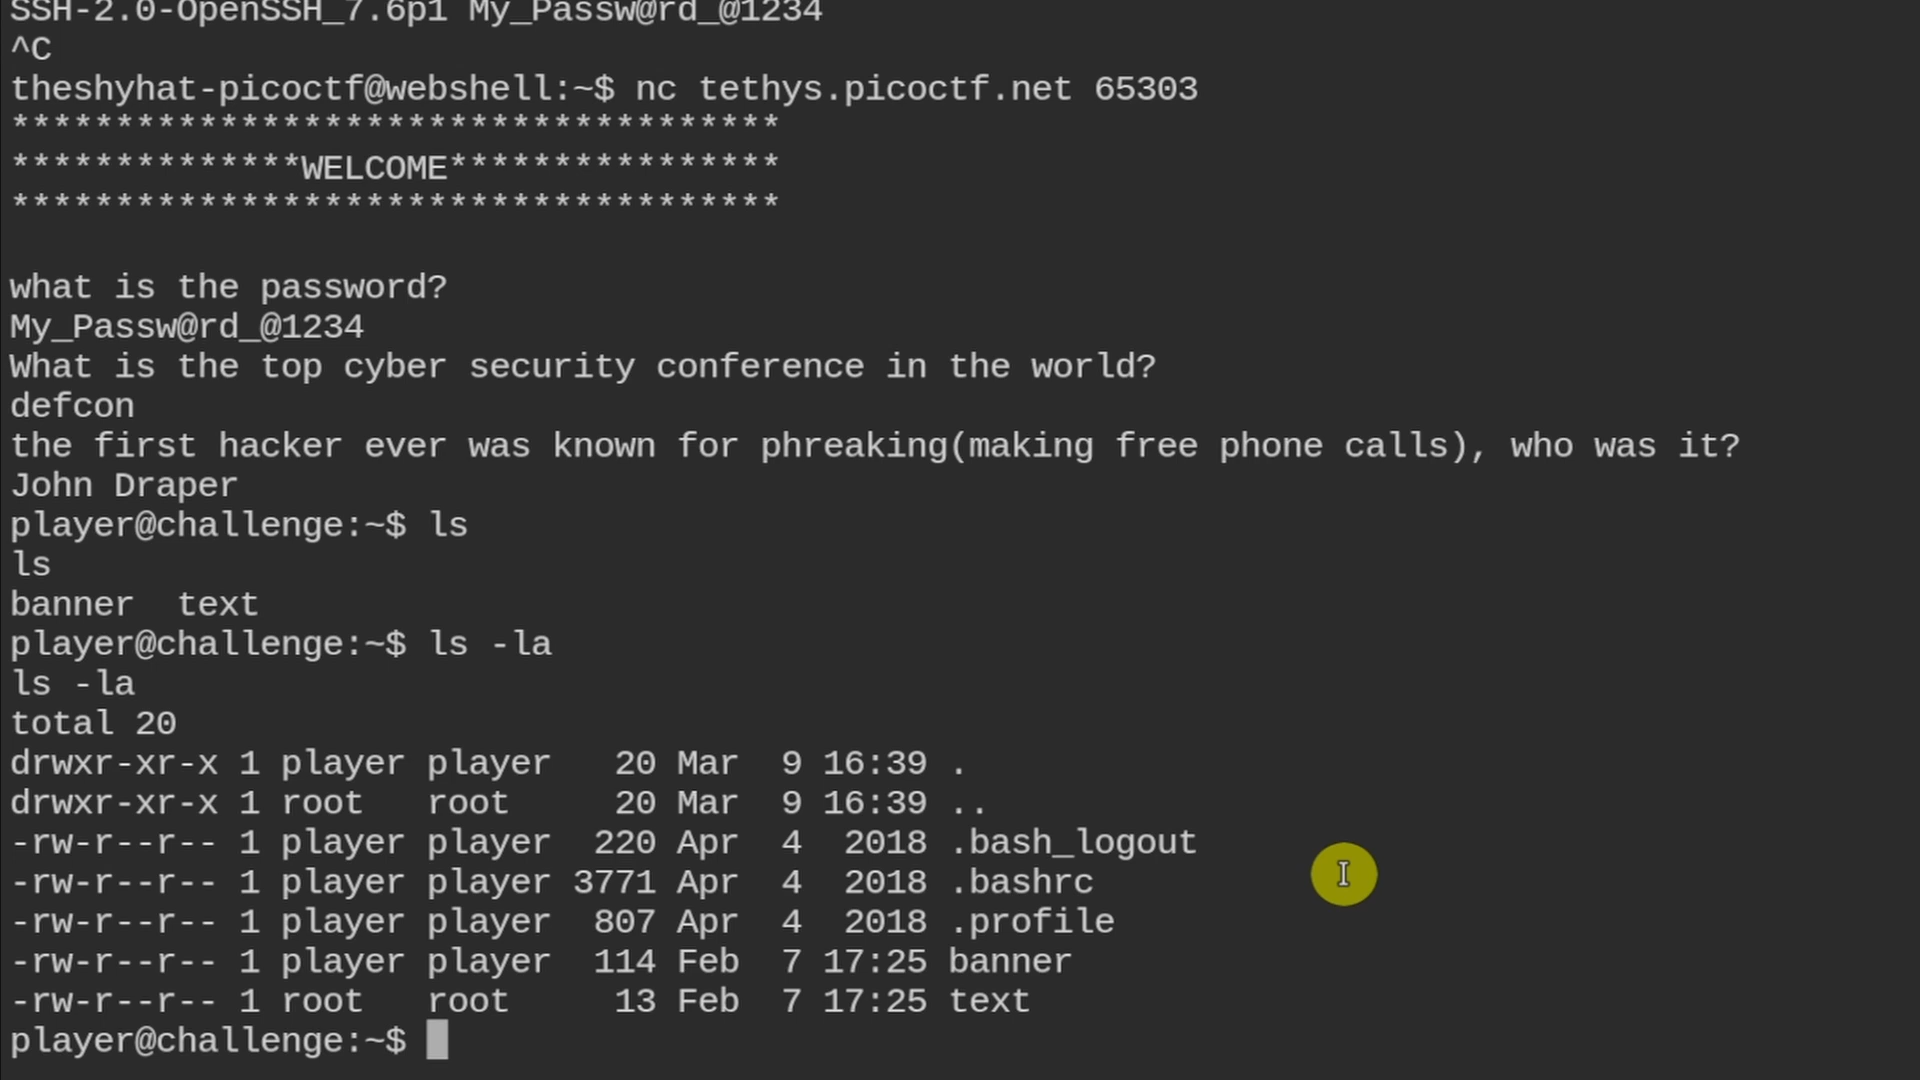 SSH-2.0-OpenSSH_7.6p1 My_Passw@rd_@1234
^C
theshyhat-picoctf@webshell:~$ nc tethys.picoctf.net 65303
*************************************
**************WELCOME****************
*************************************
what is the password?
My_Passw@rd_@1234
What is the top cyber security conference in the world?
defcon
the first hacker ever was known for phreaking(making free phone calls), who was it?
John Draper
player@challenge:~$ ls
ls
banner  text
player@challenge:~$ ls -la
ls -la
total 20
drwxr-xr-x 1 player player   20 Mar  9 16:39 .
drwxr-xr-x 1 root   root     20 Mar  9 16:39 ..
-rw-r--r-- 1 player player  220 Apr  4  2018 .bash_logout
-rw-r--r-- 1 player player 3771 Apr  4  2018 .bashrc
-rw-r--r-- 1 player player  807 Apr  4  2018 .profile
-rw-r--r-- 1 player player  114 Feb  7 17:25 banner
-rw-r--r-- 1 root   root     13 Feb  7 17:25 text
player@challenge:~$